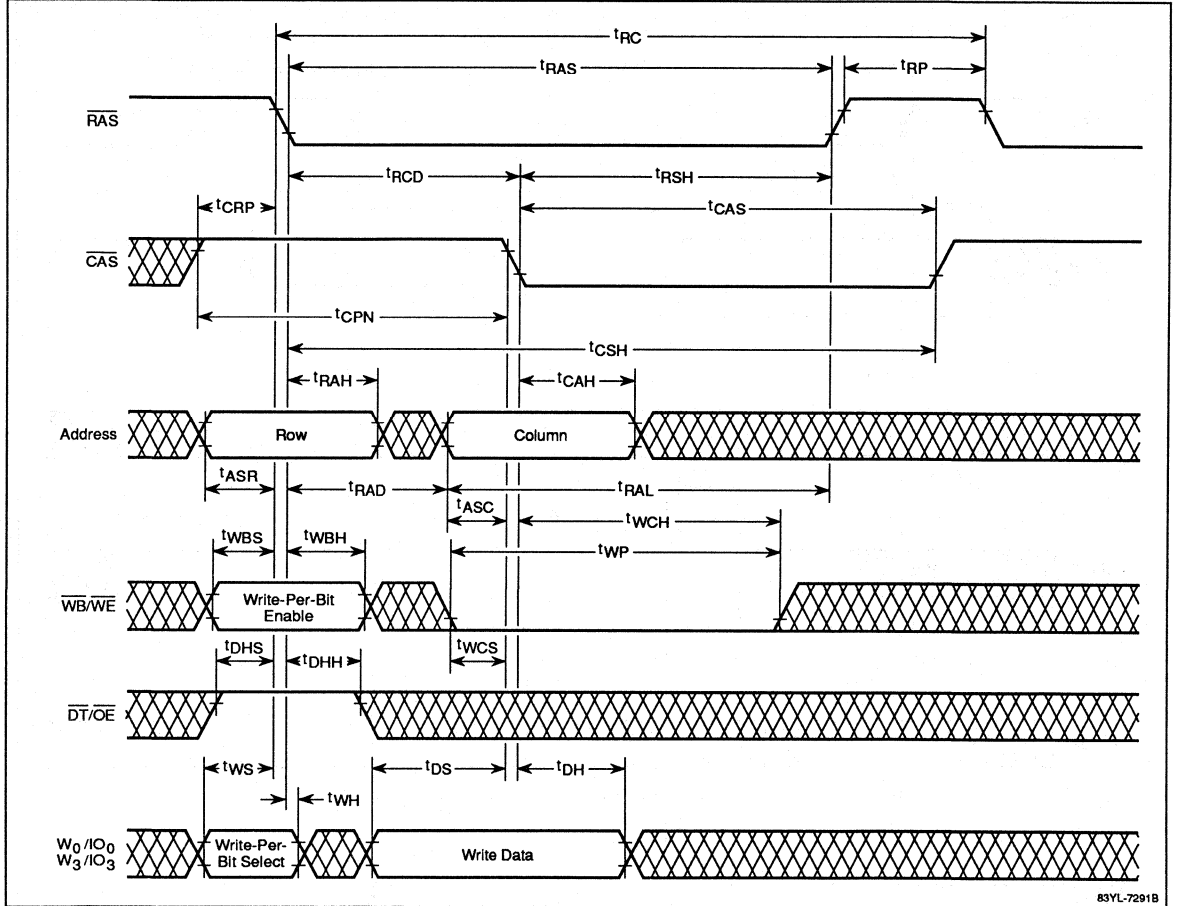 tRC
tRAS
tRP
RAS
tRCD
tRSH
tCRP
tCAS
CAS
tCPN
tCSH
tRAH
tCAH
Address
Row
Column
tASR
tRAD
tRAL
tASC
tWCH
tWBS
tWBH
tWP
WB/WE
Write-Per-Bit
Enable
tDHS
tDHH
tWCS
DT/OE
tWS
tDS
tDH
tWH
W0/IO0
W3/IO3
Write-Per-
Bit Select
Write Data
83YL-7291B